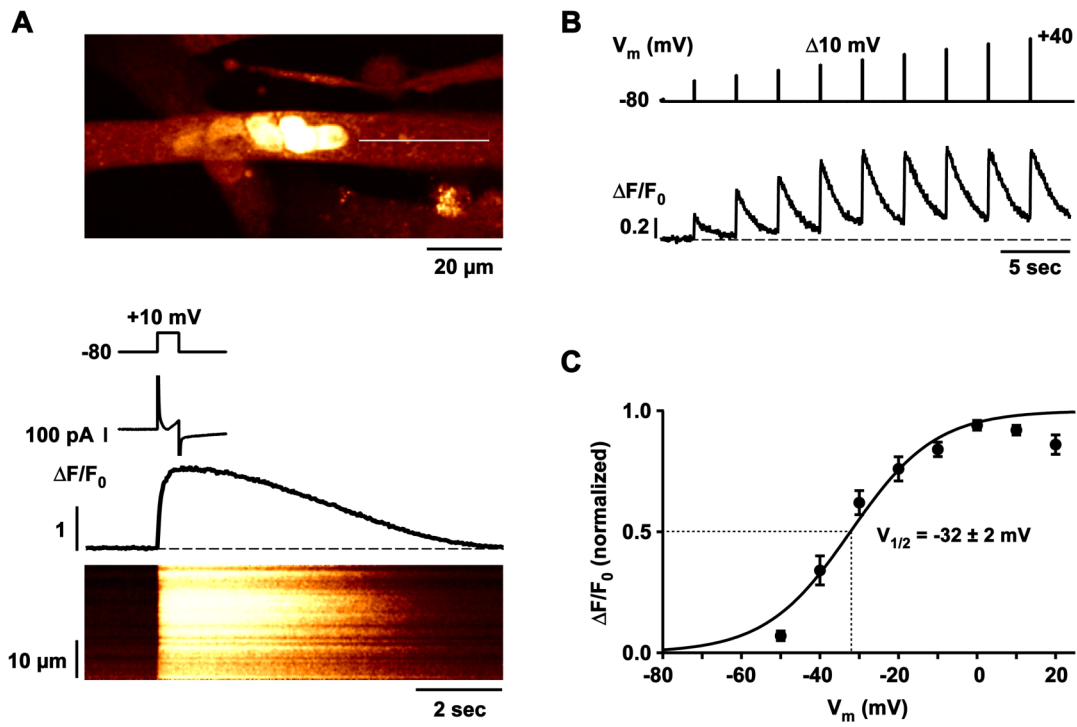 A
20 µm
+10 mV
-80
100 pA
ΔF/F0
1
10 µm
2 sec
B
Vm (mV)
Δ10 mV
+40
-80
ΔF/F0
0.2
5 sec
C
ΔF/F0 (normalized)
1.0
0.5
0.0
V1/2 = -32 ± 2 mV
-80 -60 -40 -20 0 20
Vm (mV)